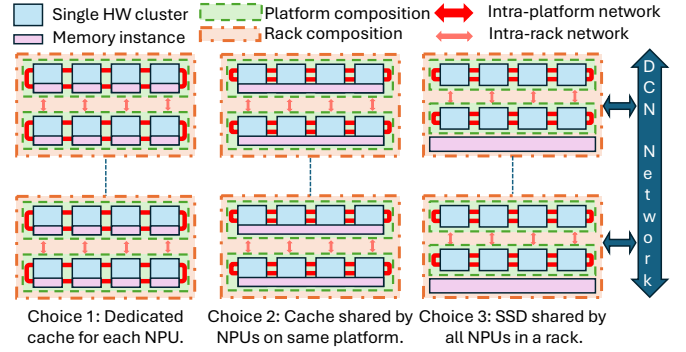 Single HW cluster
Platform composition
Intra-platform network
Memory instance
Rack composition
Intra-rack network
DCN Network
Choice 1: Dedicated
cache for each NPU.
Choice 2: Cache shared by
NPUs on same platform.
Choice 3: SSD shared by
all NPUs in a rack.